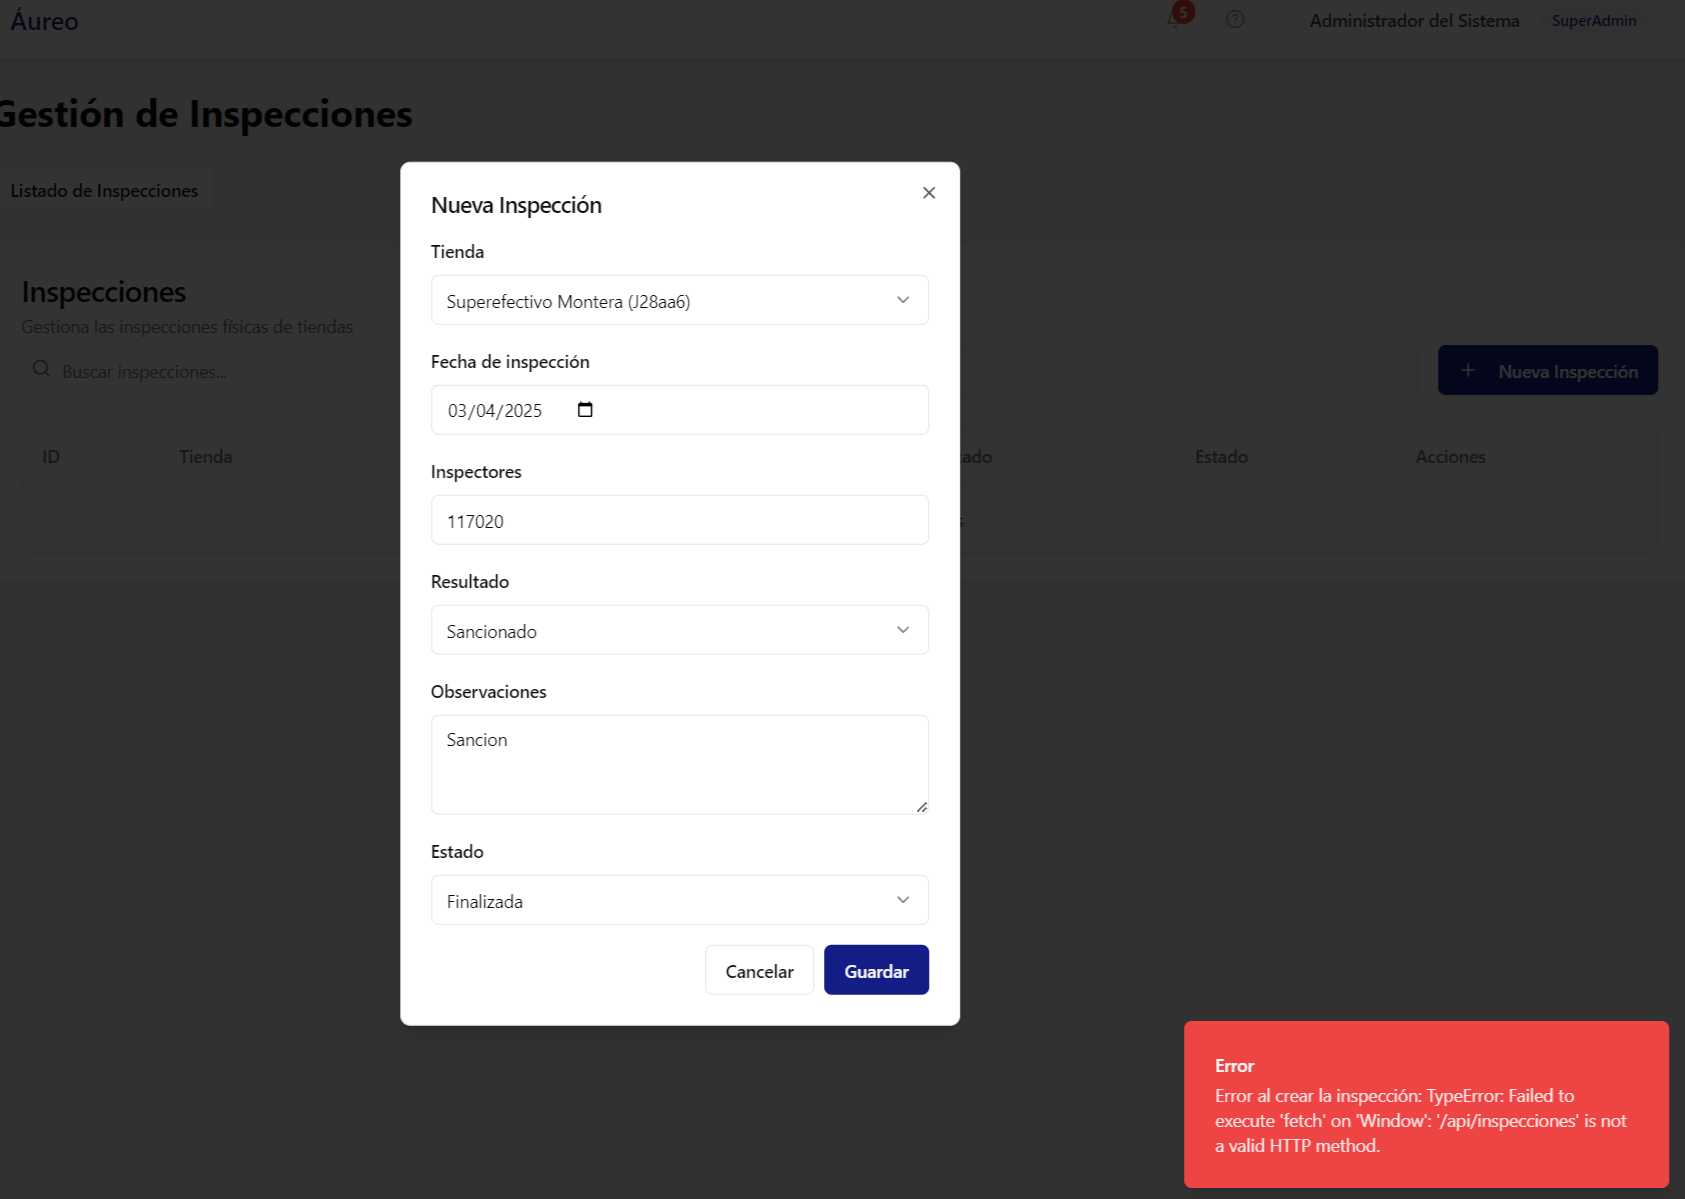 Áureo
5
Administrador del Sistema
SuperAdmin
Gestión de Inspecciones
Listado de Inspecciones
Inspecciones
Gestiona las inspecciones físicas de tiendas
Buscar inspecciones...
+ Nueva Inspección
ID
Tienda
Estado
Acciones
Nueva Inspección
Tienda
Superefectivo Montera (J28aa6)
Fecha de inspección
03/04/2025
Inspectores
117020
Resultado
Sancionado
Observaciones
Sancion
Estado
Finalizada
Cancelar
Guardar
Error
Error al crear la inspección: TypeError: Failed to
execute 'fetch' on 'Window': '/api/inspecciones' is not
a valid HTTP method.